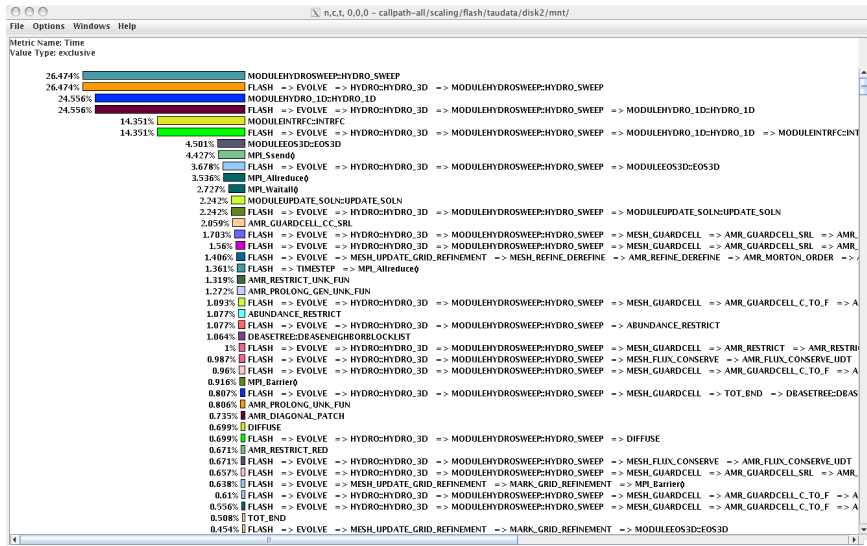 n,c,t, 0,0,0 – callpath-all/scaling/flash/taudata/disk2/mnt/
File Options Windows Help
Metric Name: Time
Value Type: exclusive
26.474% MODULEHYDROSWEEP::HYDRO_SWEEP
26.474% FLASH => EVOLVE => HYDRO::HYDRO_3D => MODULEHYDROSWEEP::HYDRO_SWEEP
24.556% MODULEHYDRO_1D::HYDRO_1D
24.556% FLASH => EVOLVE => HYDRO::HYDRO_3D => MODULEHYDROSWEEP::HYDRO_SWEEP => MODULEHYDRO_1D::HYDRO_1D
14.351% MODULEINTRFC::INTRFC
14.351% FLASH => EVOLVE => HYDRO::HYDRO_3D => MODULEHYDROSWEEP::HYDRO_SWEEP => MODULEHYDRO_1D::HYDRO_1D => MODULEINTRFC::INT
4.501% MODULEEOS3D::EOS3D
4.427% MPI_Ssend()
3.678% FLASH => EVOLVE => HYDRO::HYDRO_3D => MODULEHYDROSWEEP::HYDRO_SWEEP => MODULEEOS3D::EOS3D
3.536% MPI_Allreduce()
2.727% MPI_Waitall()
2.242% MODULEUPDATE_SOLN::UPDATE_SOLN
2.242% FLASH => EVOLVE => HYDRO::HYDRO_3D => MODULEHYDROSWEEP::HYDRO_SWEEP => MODULEUPDATE_SOLN::UPDATE_SOLN
2.059% AMR_GUARDCELL_CC_SRL
1.703% FLASH => EVOLVE => HYDRO::HYDRO_3D => MODULEHYDROSWEEP::HYDRO_SWEEP => MESH_GUARDCELL => AMR_GUARDCELL_SRL => AMR_
1.56% FLASH => EVOLVE => HYDRO::HYDRO_3D => MODULEHYDROSWEEP::HYDRO_SWEEP => MESH_GUARDCELL => AMR_GUARDCELL_SRL => AMR_
1.406% FLASH => EVOLVE => MESH_UPDATE_GRID_REFINEMENT => MESH_REFINE_DEREFINE => AMR_REFINE_DEREFINE => AMR_MORTON_ORDER => 
1.361% FLASH => TIMESTEP => MPI_Allreduce()
1.319% AMR_RESTRICT_UNK_FUN
1.272% AMR_PROLONG_GEN_UNK_FUN
1.093% FLASH => EVOLVE => HYDRO::HYDRO_3D => MODULEHYDROSWEEP::HYDRO_SWEEP => MESH_GUARDCELL => AMR_GUARDCELL_C_TO_F => A
1.077% ABUNDANCE_RESTRICT
1.077% FLASH => EVOLVE => HYDRO::HYDRO_3D => MODULEHYDROSWEEP::HYDRO_SWEEP => ABUNDANCE_RESTRICT
1.064% DBASETREE::DBASENEIGHBORBLOCKLIST
1% FLASH => EVOLVE => HYDRO::HYDRO_3D => MODULEHYDROSWEEP::HYDRO_SWEEP => MESH_GUARDCELL => AMR_RESTRICT => AMR_RESTRI
0.987% FLASH => EVOLVE => HYDRO::HYDRO_3D => MODULEHYDROSWEEP::HYDRO_SWEEP => MESH_FLUX_CONSERVE => AMR_FLUX_CONSERVE_UDT
0.96% FLASH => EVOLVE => HYDRO::HYDRO_3D => MODULEHYDROSWEEP::HYDRO_SWEEP => MESH_GUARDCELL => AMR_GUARDCELL_C_TO_F => A
0.916% MPI_Barrier()
0.807% FLASH => EVOLVE => HYDRO::HYDRO_3D => MODULEHYDROSWEEP::HYDRO_SWEEP => MESH_GUARDCELL => TOT_BND => DBASETREE::DBAS
0.806% AMR_PROLONG_UNK_FUN
0.735% AMR_DIAGONAL_PATCH
0.699% DIFFUSE
0.699% FLASH => EVOLVE => HYDRO::HYDRO_3D => MODULEHYDROSWEEP::HYDRO_SWEEP => DIFFUSE
0.671% AMR_RESTRICT_RED
0.671% FLASH => EVOLVE => HYDRO::HYDRO_3D => MODULEHYDROSWEEP::HYDRO_SWEEP => MESH_FLUX_CONSERVE => AMR_FLUX_CONSERVE_UDT
0.657% FLASH => EVOLVE => HYDRO::HYDRO_3D => MODULEHYDROSWEEP::HYDRO_SWEEP => MESH_GUARDCELL => AMR_GUARDCELL_SRL => AMR_
0.638% FLASH => EVOLVE => MESH_UPDATE_GRID_REFINEMENT => MARK_GRID_REFINEMENT => MPI_Barrier()
0.61% FLASH => EVOLVE => HYDRO::HYDRO_3D => MODULEHYDROSWEEP::HYDRO_SWEEP => MESH_GUARDCELL => AMR_GUARDCELL_C_TO_F => A
0.556% FLASH => EVOLVE => HYDRO::HYDRO_3D => MODULEHYDROSWEEP::HYDRO_SWEEP => MESH_GUARDCELL => AMR_GUARDCELL_C_TO_F => A
0.508% TOT_BND
0.454% FLASH => EVOLVE => MESH_UPDATE_GRID_REFINEMENT => MARK_GRID_REFINEMENT => MODULEEOS3D::EOS3D